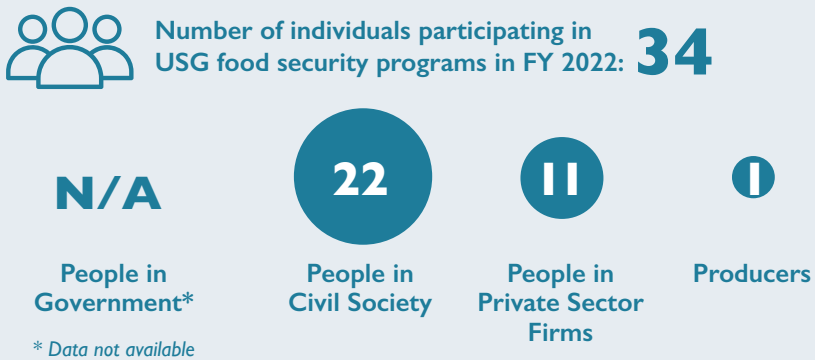 Number of individuals participating in
USG food security programs in FY 2022: 34
N/A
22
11
1
People in
Government*
People in
Civil Society
People in
Private Sector
Firms
Producers
* Data not available